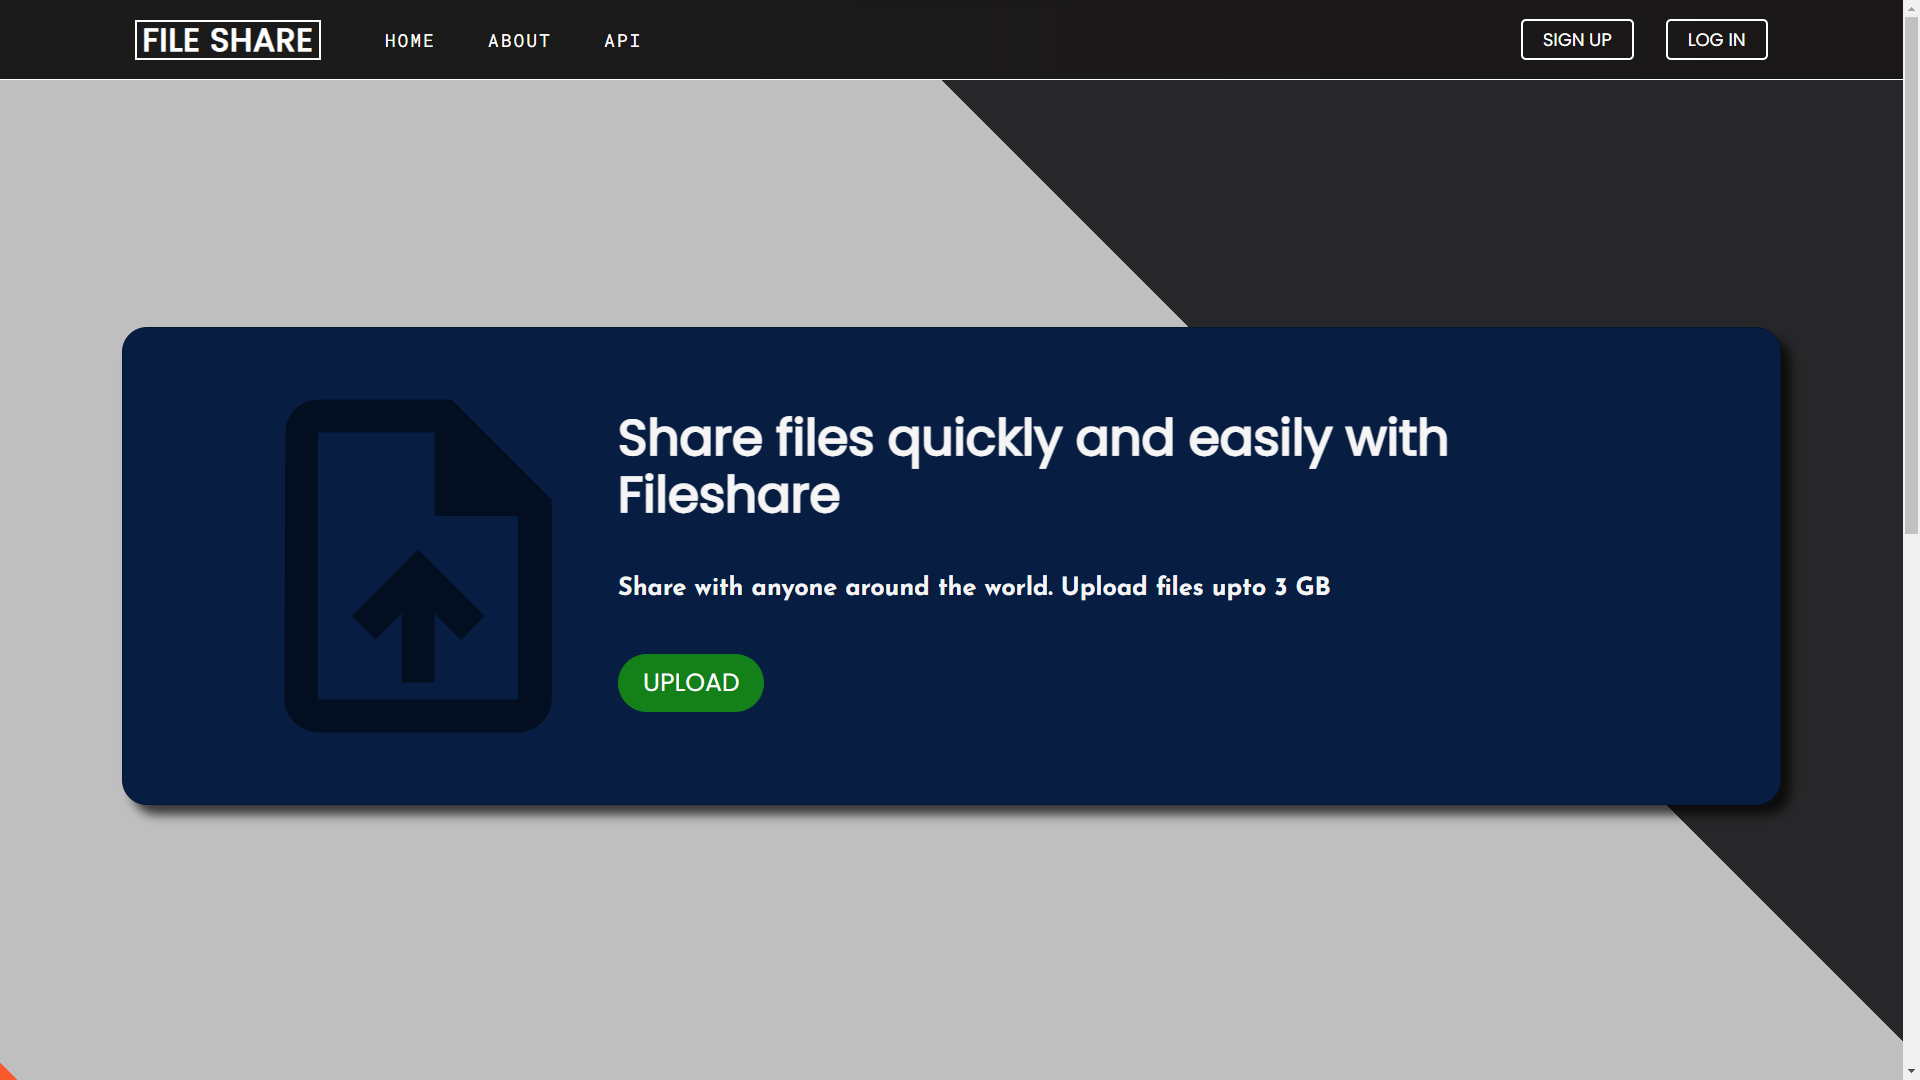 FILE SHARE HOME ABOUT API SIGN UP LOG IN
Share files quickly and easily with
Fileshare
Share with anyone around the world. Upload files upto 3 GB
UPLOAD